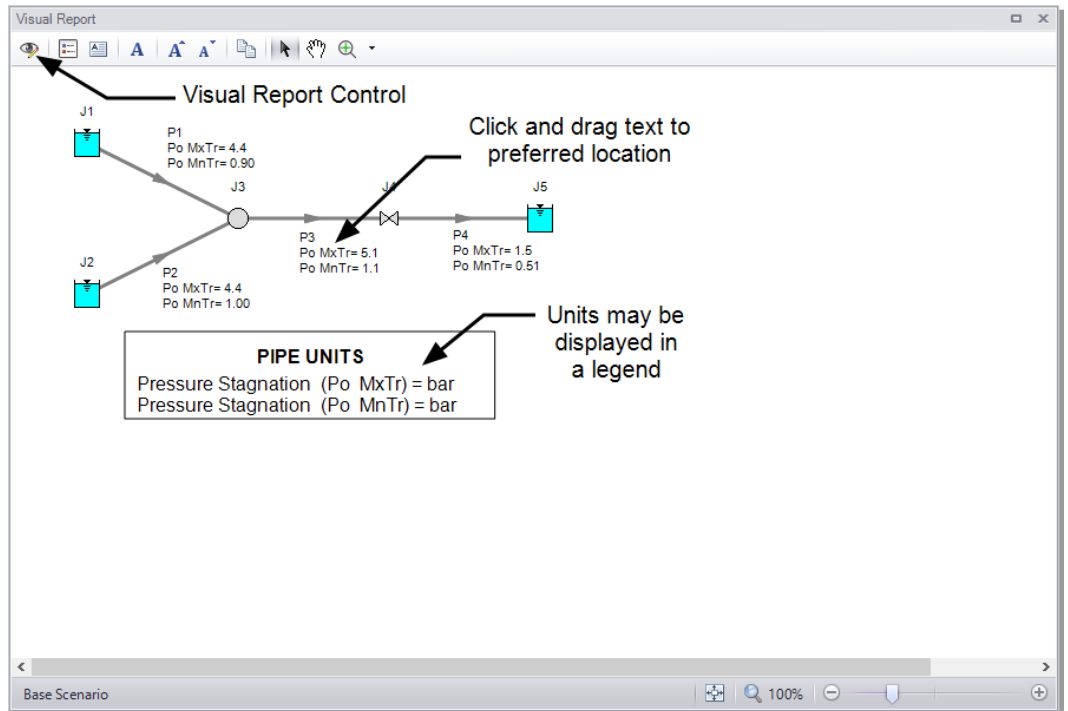 Visual Report
A A A
Visual Report Control
J1
P1
Po MxTr= 4.4
Po MnTr= 0.90
Click and drag text to
preferred location
J3
J4
J5
P3
Po MxTr= 5.1
Po MnTr= 1.1
P4
Po MxTr= 1.5
Po MnTr= 0.51
J2
P2
Po MxTr= 4.4
Po MnTr= 1.00
Units may be
displayed in
a legend
PIPE UNITS
Pressure Stagnation (Po MxTr) = bar
Pressure Stagnation (Po MnTr) = bar
Base Scenario
100%